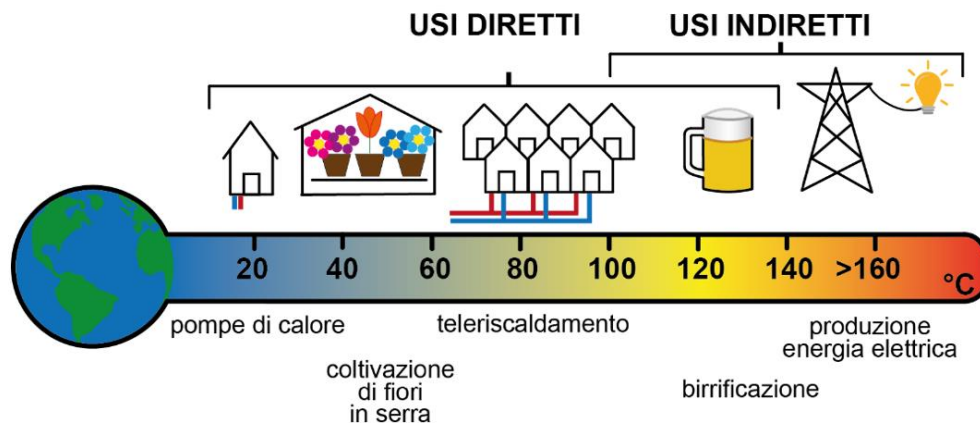 USI DIRETTI
USI INDIRETTI
20 40 60 80 100 120 140 >160 °C
pompe di calore
teleriscaldamento
produzione
energia elettrica
coltivazione
di fiori
in serra
birrificazione